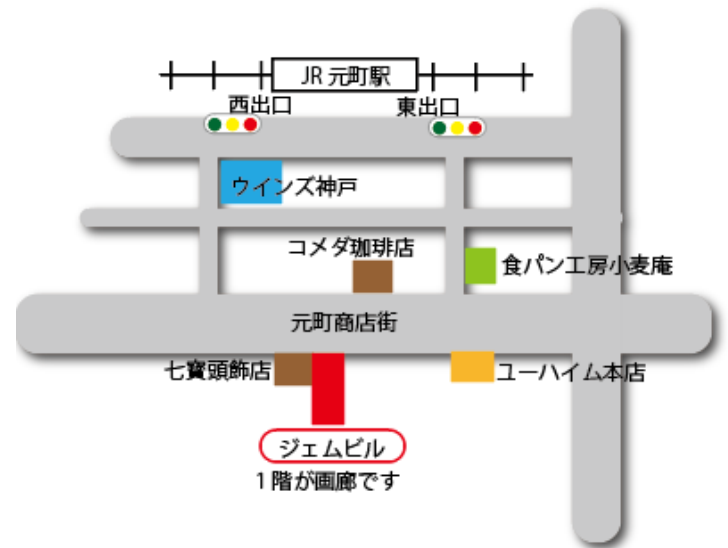 JR 元町駅
西出口
東出口
ウインズ神戸
コメダ珈琲店
食パン工房小麦庵
元町商店街
七寶頭飾店
ユーハイム本店
ジェムビル
1階が画廊です